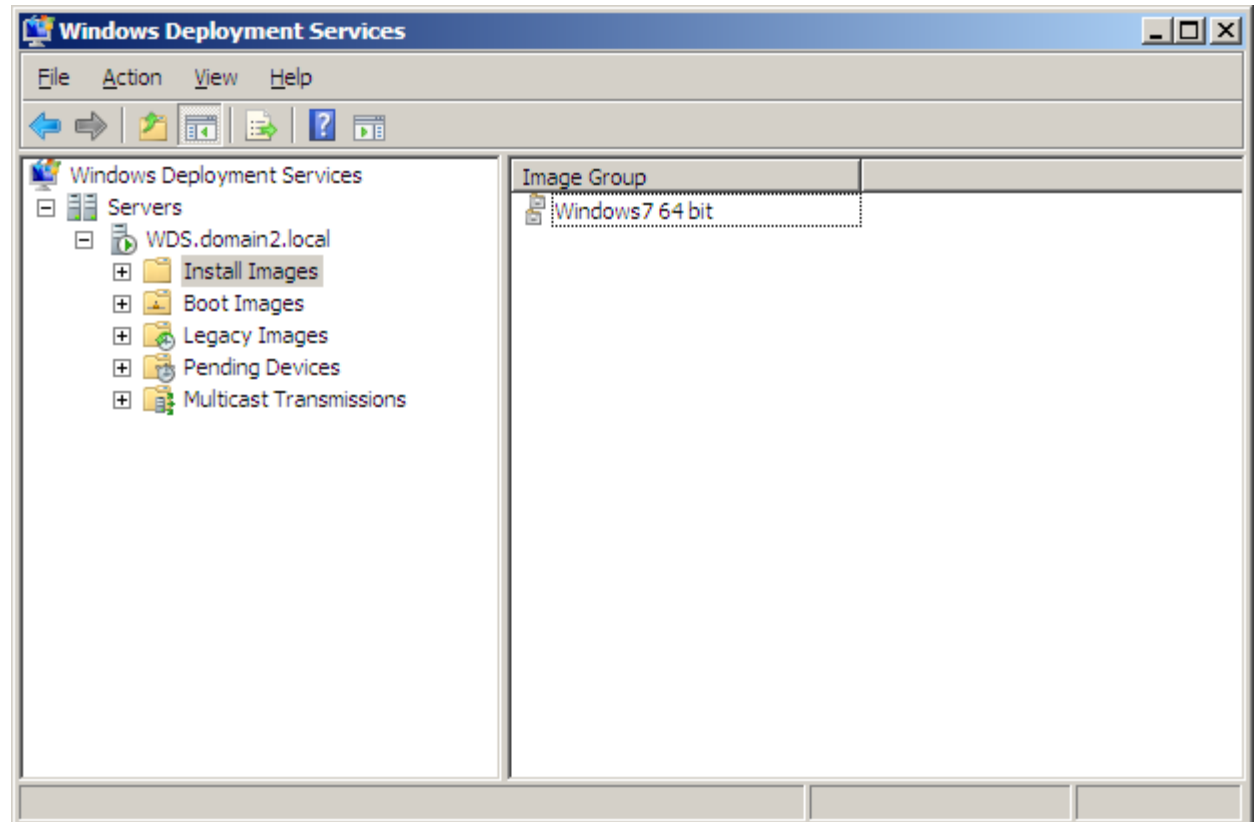 Windows Deployment Services
File Action View Help
Windows Deployment Services
Servers
WDS.domain2.local
Install Images
Boot Images
Legacy Images
Pending Devices
Multicast Transmissions
Image Group
Windows7 64 bit